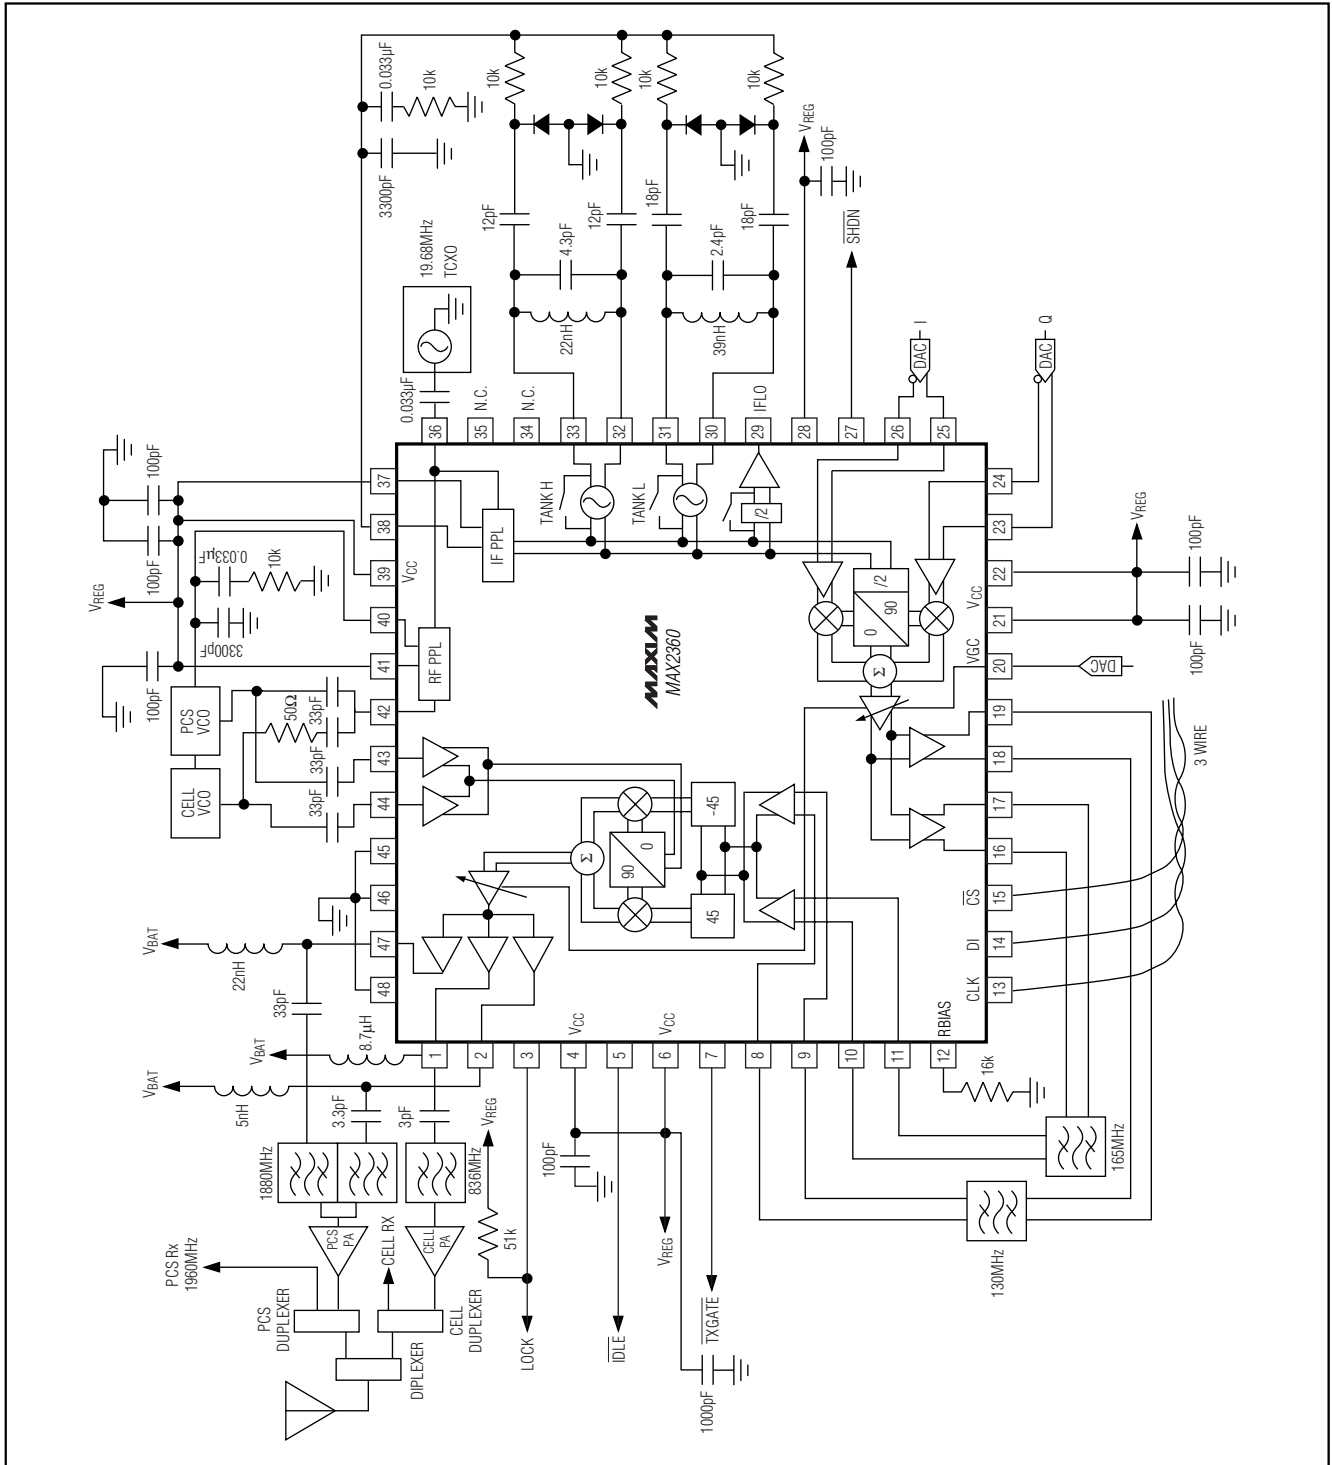 0.033µF
10k
3300pF
19.68MHz
TCXO
0.033µF
N.C.
N.C.
10k
10k
10k
10k
12pF
12pF
18pF
18pF
4.3pF
2.4pF
22nH
39nH
VREG
100pF
SHDN
IFLO
DAC
I
DAC
Q
36
35
34
33
32
31
30
29
28
27
26
25
100pF
100pF
VREG
0.033µF
10k
3300pF
100pF
PCS
VCO
CELL
VCO
50Ω
33pF
33pF
33pF
37
38
39
40
41
42
43
44
45
46
47
48
VCC
IF PPL
RF PPL
TANK H
TANK L
/2
/2
0
90
Σ
MAXIM
MAX2360
-45
45
90
0
Σ
24
23
22
21
20
19
18
17
16
15
14
13
VCC
VGC
CS
DI
CLK
VREG
100pF
100pF
DAC
3 WIRE
VBAT
22nH
33pF
VBAT
8.7µH
VBAT
5nH
3.3pF
3pF
1
2
3
4
5
6
7
8
9
10
11
12
VCC
VCC
RBIAS
16k
1880MHz
836MHz
PCS
PA
CELL
PA
CELL RX
PCS Rx
1960MHz
PCS
DUPLEXER
CELL
DUPLEXER
DIPLEXER
VREG
51k
LOCK
100pF
IDLE
VREG
TXGATE
1000pF
165MHz
130MHz